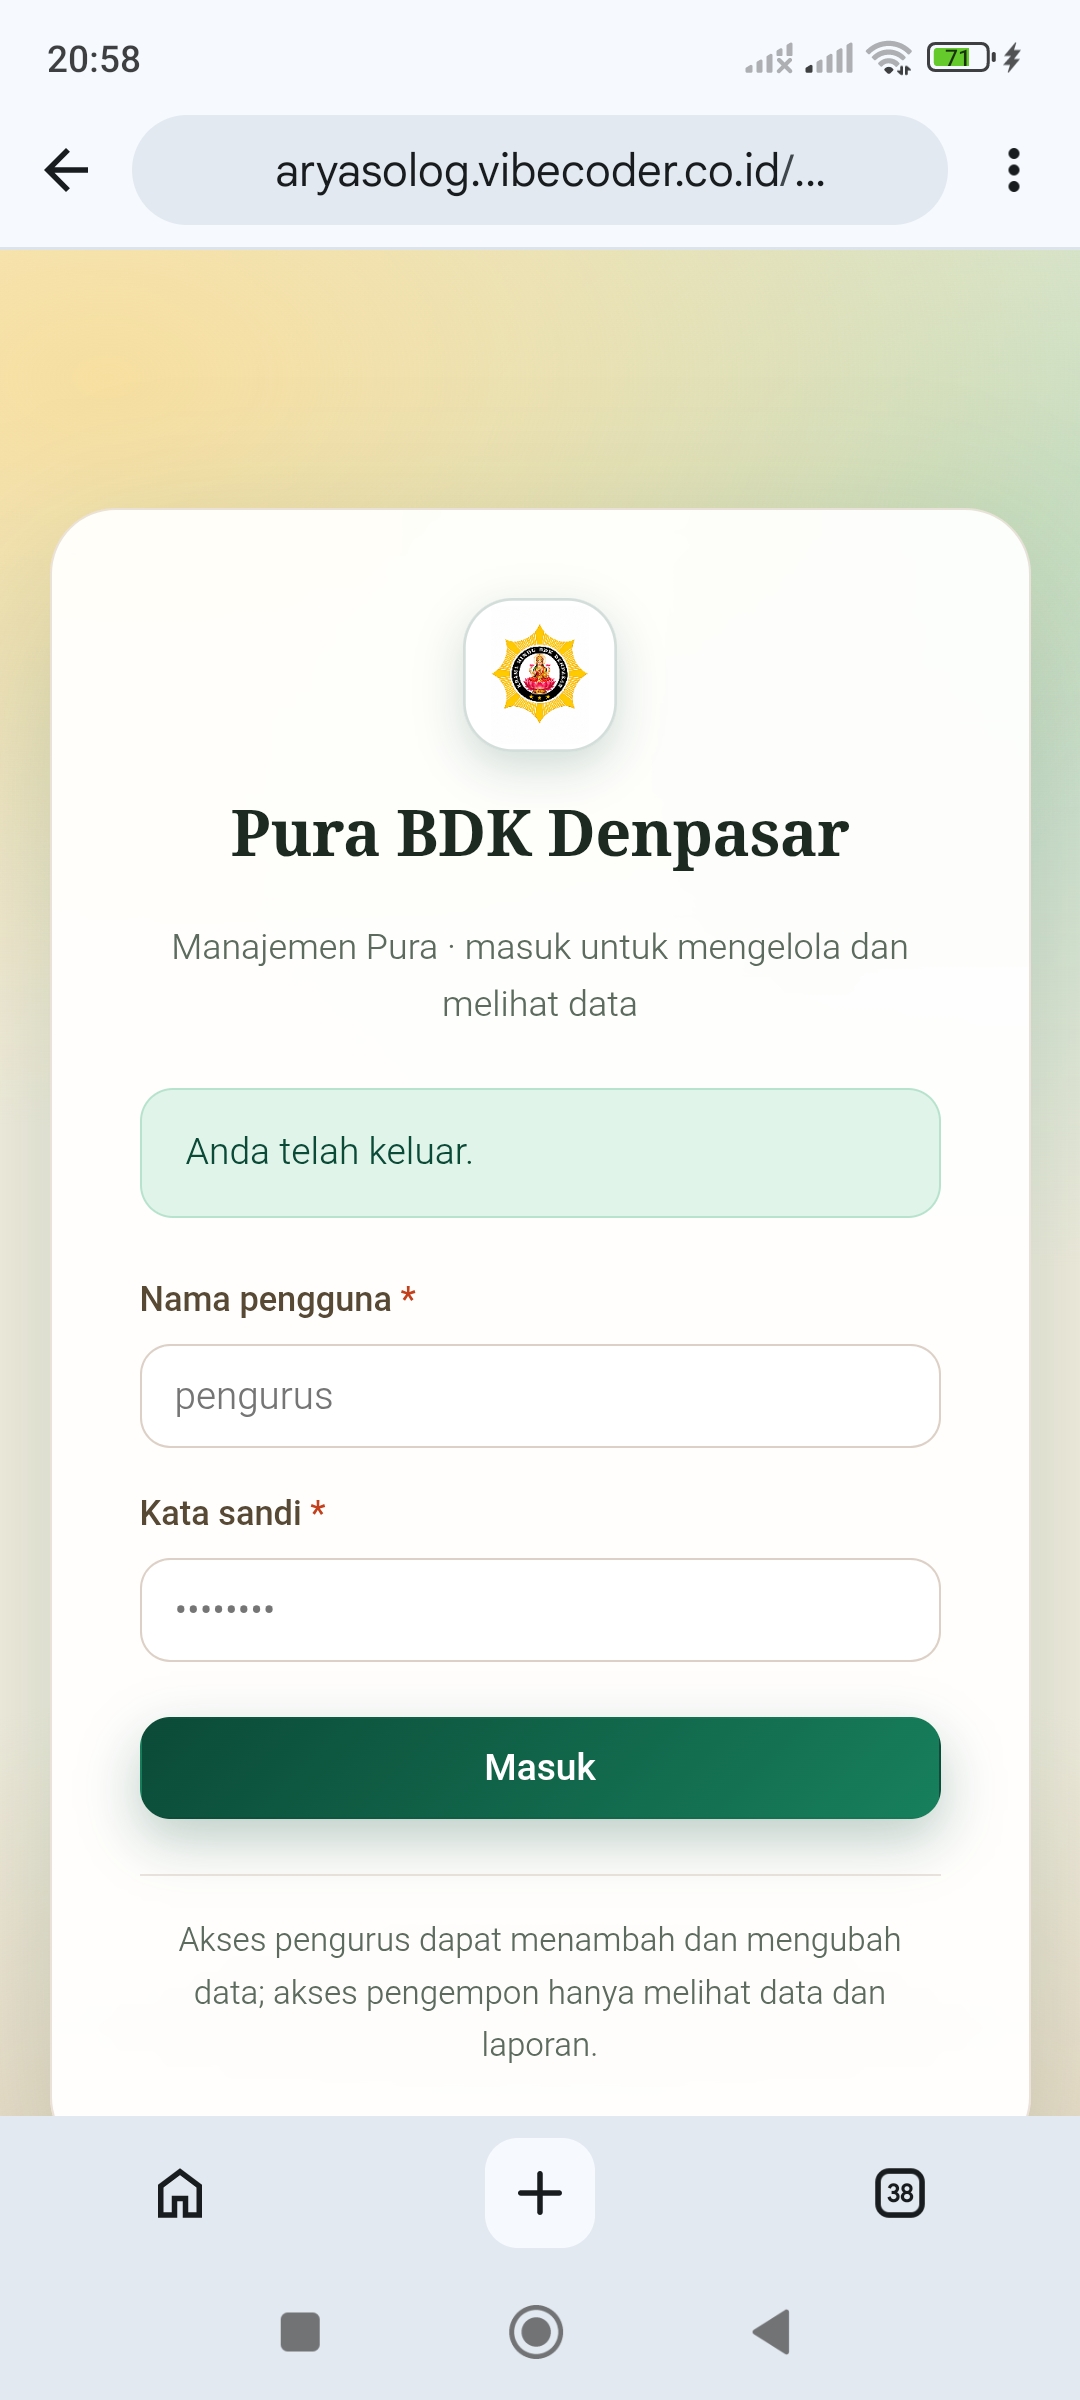 20:58
71
aryasolog.vibecoder.co.id/...
Pura BDK Denpasar
Manajemen Pura · masuk untuk mengelola dan
melihat data
Anda telah keluar.
Nama pengguna *
pengurus
Kata sandi *
••••••••
Masuk
Akses pengurus dapat menambah dan mengubah
data; akses pengempon hanya melihat data dan
laporan.
38